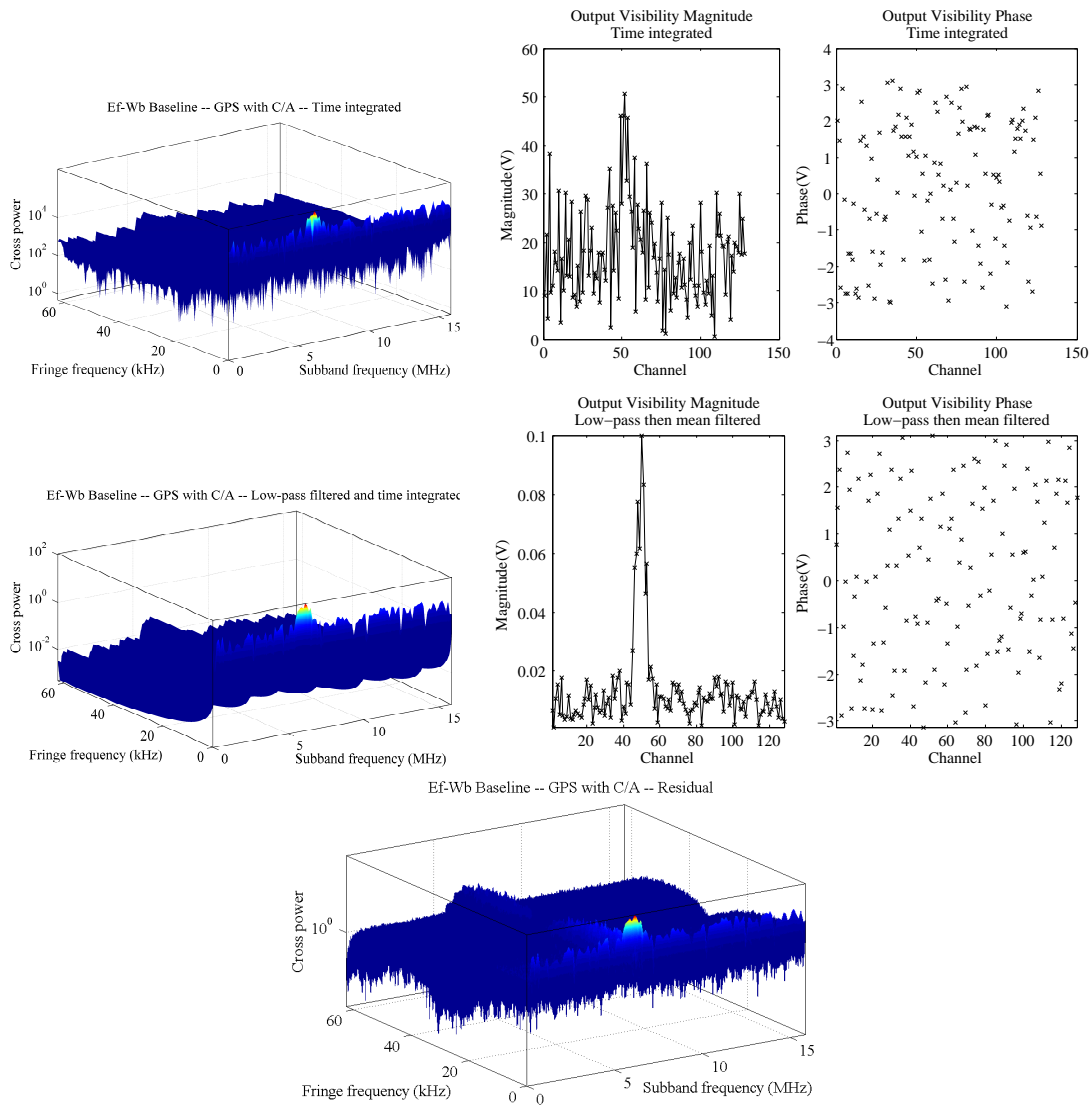 Ef-Wb Baseline -- GPS with C/A -- Time integrated
Cross power
10^4
10^2
10^0
60
40
20
0
0
5
10
15
Fringe frequency (kHz)
Subband frequency (MHz)
Output Visibility Magnitude
Time integrated
Magnitude(V)
60
50
40
30
20
10
0
0
50
100
150
Channel
Output Visibility Phase
Time integrated
Phase(V)
4
3
2
1
0
−1
−2
−3
−4
0
50
100
150
Channel
Ef-Wb Baseline -- GPS with C/A -- Low-pass filtered and time integrated
Cross power
10^2
10^0
10^-2
60
40
20
0
0
5
10
15
Fringe frequency (kHz)
Subband frequency (MHz)
Output Visibility Magnitude
Low−pass then mean filtered
Magnitude(V)
0.1
0.08
0.06
0.04
0.02
20
40
60
80
100
120
Channel
Output Visibility Phase
Low−pass then mean filtered
Phase(V)
3
2
1
0
−1
−2
−3
20
40
60
80
100
120
Channel
Ef-Wb Baseline -- GPS with C/A -- Residual
Cross power
10^0
60
40
20
0
0
5
10
15
Fringe frequency (kHz)
Subband frequency (MHz)